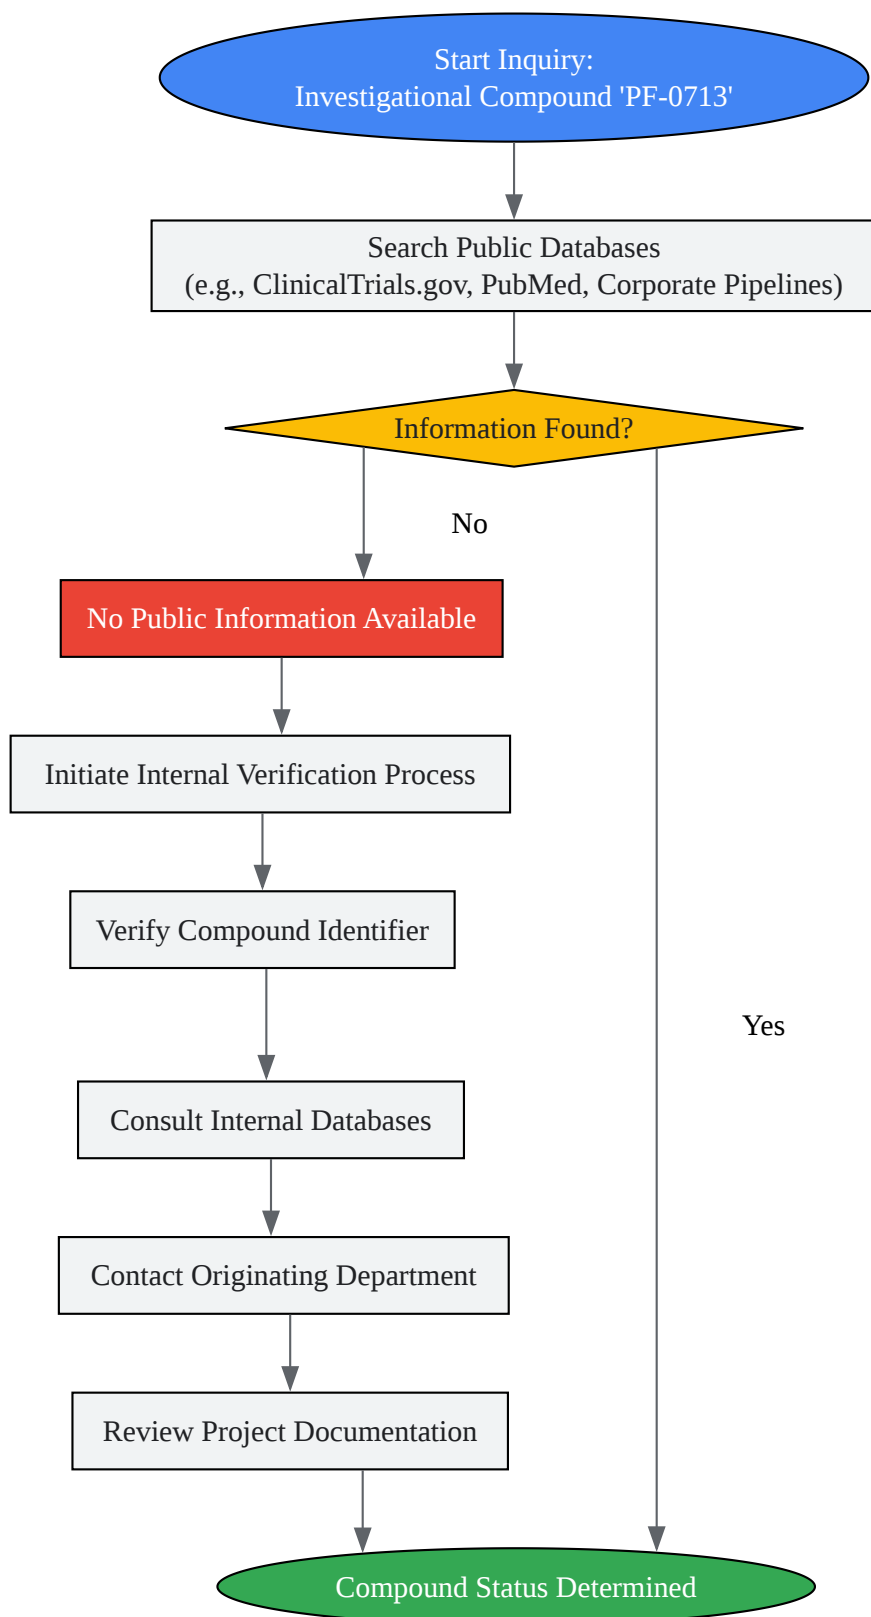 Start Inquiry:
Investigational Compound 'PF-0713'
Search Public Databases
(e.g., ClinicalTrials.gov, PubMed, Corporate Pipelines)
Information Found?
No
No Public Information Available
Initiate Internal Verification Process
Verify Compound Identifier
Yes
Consult Internal Databases
Contact Originating Department
Review Project Documentation
Compound Status Determined